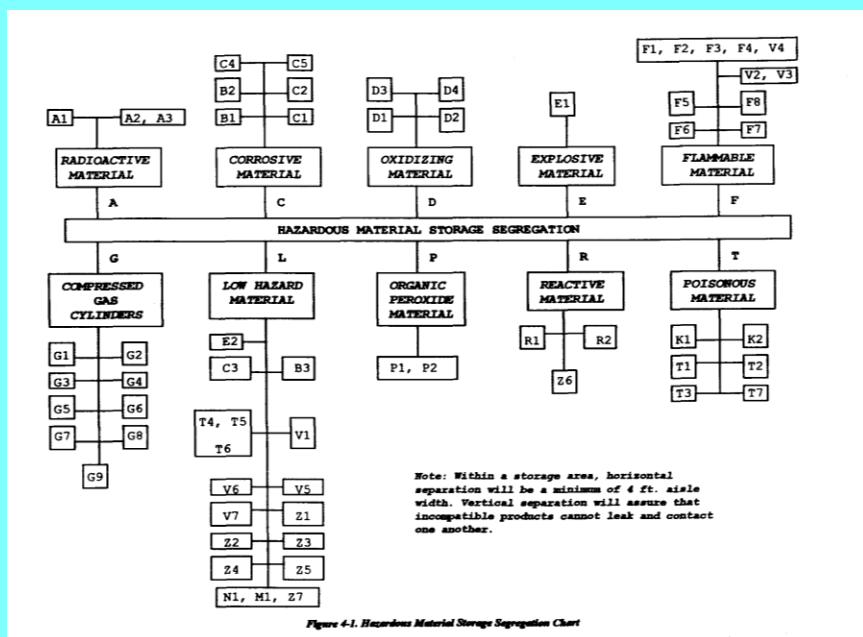 F1, F2, F3, F4, V4
C4 C5
V2, V3
B2 C2
D3 D4
E1
F5 F8
A1 A2, A3
B1 C1
D1 D2
F6 F7
RADIOACTIVE
MATERIAL
CORROSIVE
MATERIAL
OXIDIZING
MATERIAL
EXPLOSIVE
MATERIAL
FLAMMABLE
MATERIAL
A C D E F
HAZARDOUS MATERIAL STORAGE SEGREGATION
G L P R T
COMPRESSED
GAS
CYLINDERS
LOW HAZARD
MATERIAL
ORGANIC
PEROXIDE
MATERIAL
REACTIVE
MATERIAL
POISONOUS
MATERIAL
G1 G2
G3 G4
G5 G6
G7 G8
G9
E2
C3 B3
T4, T5
T6
V1
V6 V5
V7 Z1
Z2 Z3
Z4 Z5
N1, M1, Z7
P1, P2
R1 R2
Z6
K1 K2
T1 T2
T3 T7
Note: Within a storage area, horizontal
separation will be a minimum of 4 ft. aisle
width. Vertical separation will assure that
incompatible products cannot leak and contact
one another.
Figure 4-1. Hazardous Material Storage Segregation Chart